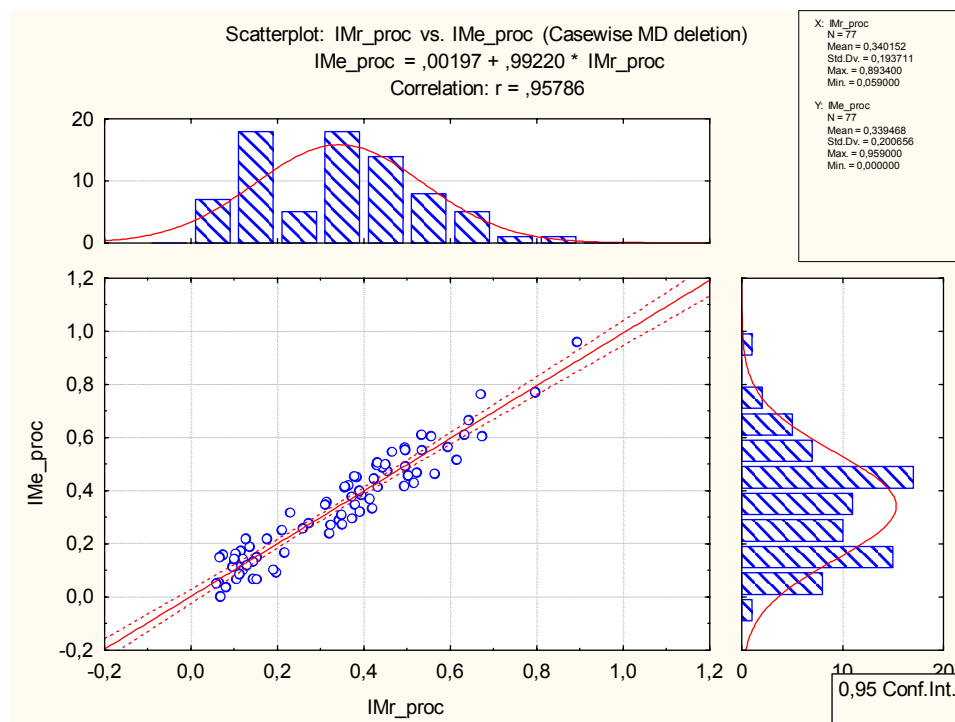 Scatterplot: IMr_proc vs. IMe_proc (Casewise MD deletion)
IMe_proc = ,00197 + ,99220 * IMr_proc
Correlation: r = ,95786
X: IMr_proc
N = 77
Mean = 0,340152
Std.Dv. = 0,193711
Max. = 0,893400
Min. = 0,059000
Y: IMe_proc
N = 77
Mean = 0,339468
Std.Dv. = 0,200656
Max. = 0,959000
Min. = 0,000000
20
10
0
1,2
1,0
0,8
0,6
0,4
0,2
0,0
-0,2
IMe_proc
-0,2 0,0 0,2 0,4 0,6 0,8 1,0 1,2
IMr_proc
0 10 20
0,95 Conf.Int.